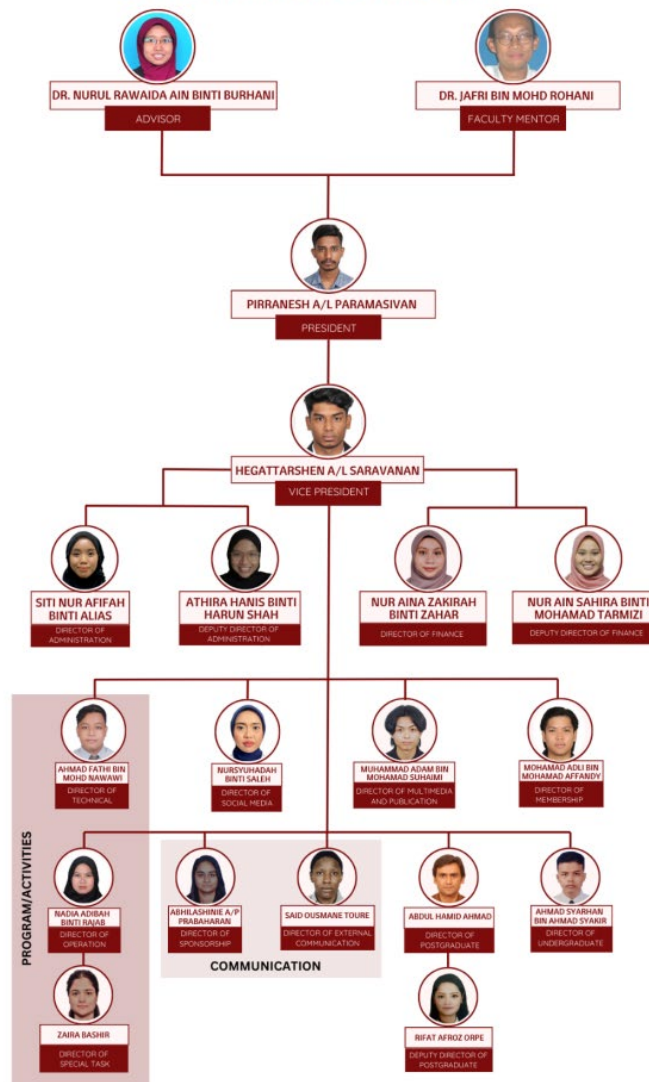 DR. NURUL RAWAIDA AIN BINTI BURHANI
ADVISOR
DR. JAFRI BIN MOHD ROHANI
FACULTY MENTOR
PIRRANESH A/L PARAMASIVAN
PRESIDENT
HEGATTARSHEN A/L SARAVANAN
VICE PRESIDENT
SITI NUR AFIFAH
BINTI ALIAS
DIRECTOR OF
ADMINISTRATION
ATHIRA HANIS BINTI
HARUN SHAH
DEPUTY DIRECTOR OF
ADMINISTRATION
NUR AINA ZAKIRAH
BINTI ZAHAR
DIRECTOR OF FINANCE
NUR AIN SAHIRA BINTI
MOHAMAD TARMIZI
DEPUTY DIRECTOR OF FINANCE
PROGRAM/ACTIVITIES
AHMAD FATHI BIN
MOHD NAWAWI
DIRECTOR OF
TECHNICAL
NURSYUHADAH
BINTI SALEH
DIRECTOR OF
SOCIAL MEDIA
MUHAMMAD ADAM BIN
MOHAMAD SUHAIMI
DIRECTOR OF MULTIMEDIA
AND PUBLICATION
MOHAMAD ADLI BIN
MOHAMAD AFFANDY
DIRECTOR OF
MEMBERSHIP
NADIA ADIBAH
BINTI RAJAB
DIRECTOR OF
OPERATION
ABHILASHINIE A/P
PRABAHARAN
DIRECTOR OF
SPONSORSHIP
SAID OUSMANE TOURE
DIRECTOR OF EXTERNAL
COMMUNICATION
COMMUNICATION
ABDUL HAMID AHMAD
DIRECTOR OF
POSTGRADUATE
AHMAD SYARHAN
BIN AHMAD SYAKIR
DIRECTOR OF
UNDERGRADUATE
ZAIRA BASHIR
DIRECTOR OF
SPECIAL TASK
RIFAT AFROZ ORPE
DEPUTY DIRECTOR OF
POSTGRADUATE